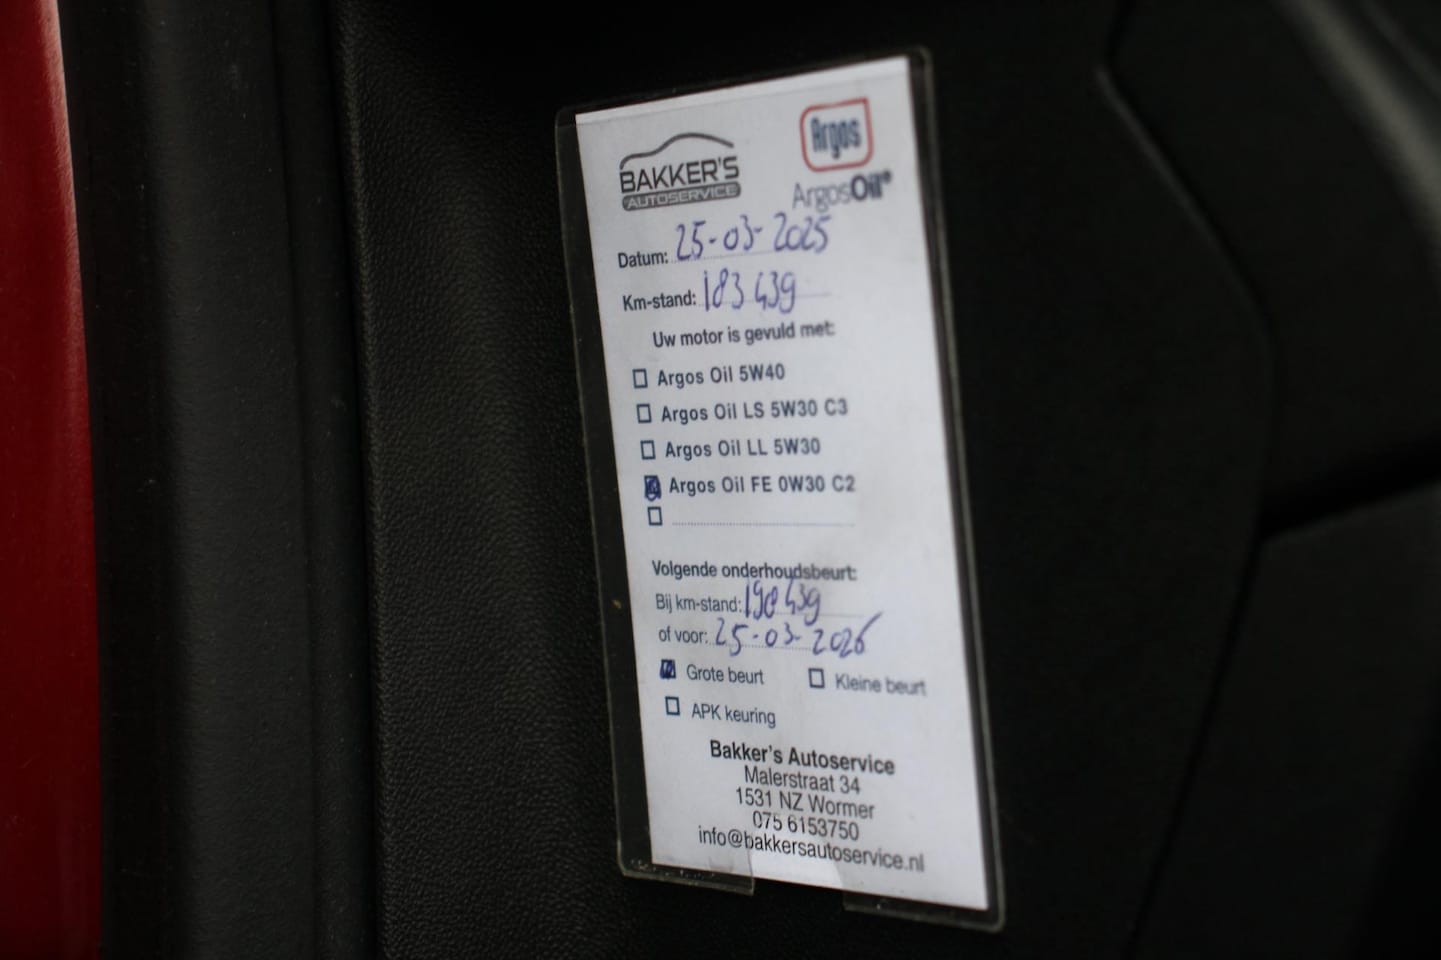 BAKKER'S
AUTOSERVICE
Argos
ArgosOil®
Datum: 25-03-2025
Km-stand: 183 439
Uw motor is gevuld met:
Argos Oil 5W40
Argos Oil LS 5W30 C3
Argos Oil LL 5W30
Argos Oil FE 0W30 C2
Volgende onderhoudsbeurt:
Bij km-stand: 198 439
of voor: 25-03-2026
Grote beurt Kleine beurt
APK keuring
Bakker's Autoservice
Malerstraat 34
1531 NZ Wormer
075 6153750
info@bakkersautoservice.nl